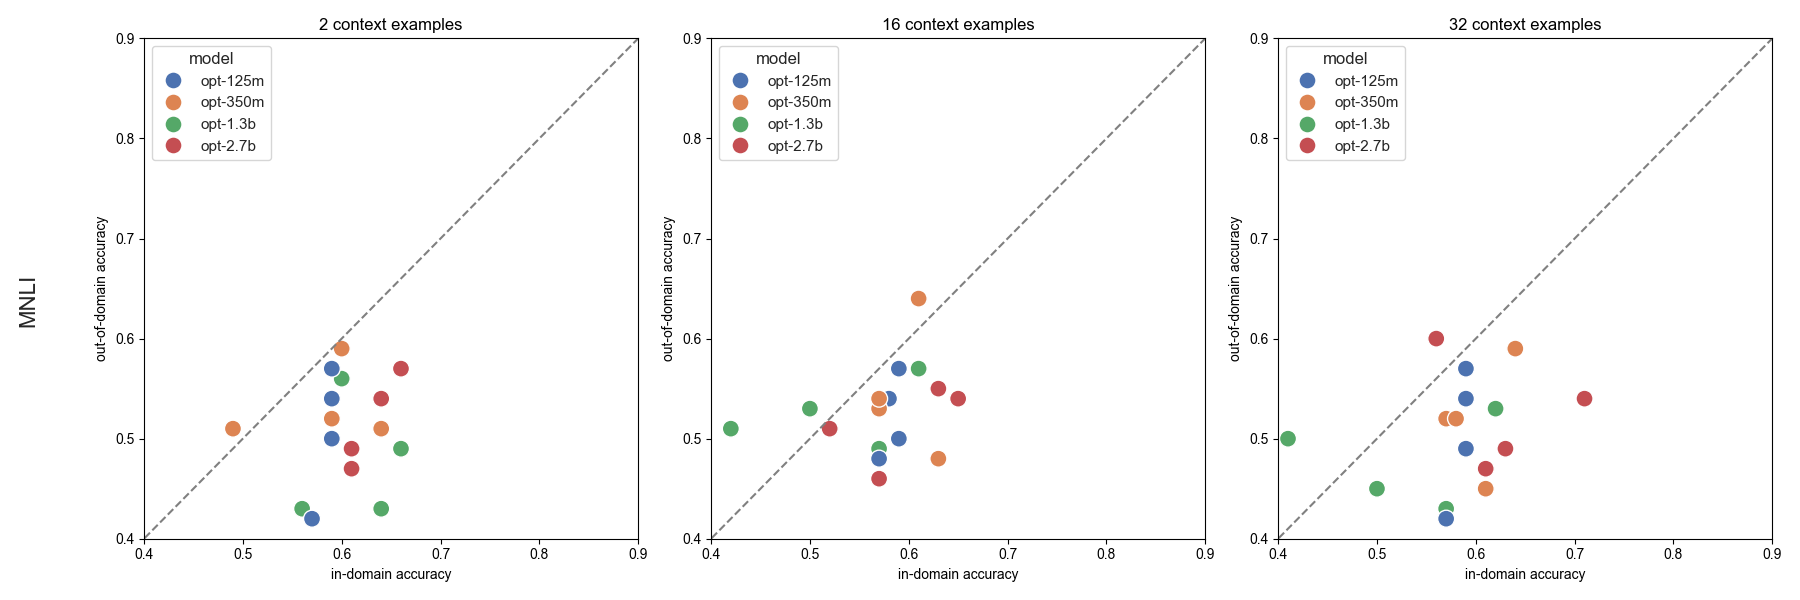 MNLI
2 context examples
model
opt-125m
opt-350m
opt-1.3b
opt-2.7b
out-of-domain accuracy
0.9
0.8
0.7
0.6
0.5
0.4
0.4 0.5 0.6 0.7 0.8 0.9
in-domain accuracy
16 context examples
model
opt-125m
opt-350m
opt-1.3b
opt-2.7b
out-of-domain accuracy
0.9
0.8
0.7
0.6
0.5
0.4
0.4 0.5 0.6 0.7 0.8 0.9
in-domain accuracy
32 context examples
model
opt-125m
opt-350m
opt-1.3b
opt-2.7b
out-of-domain accuracy
0.9
0.8
0.7
0.6
0.5
0.4
0.4 0.5 0.6 0.7 0.8 0.9
in-domain accuracy